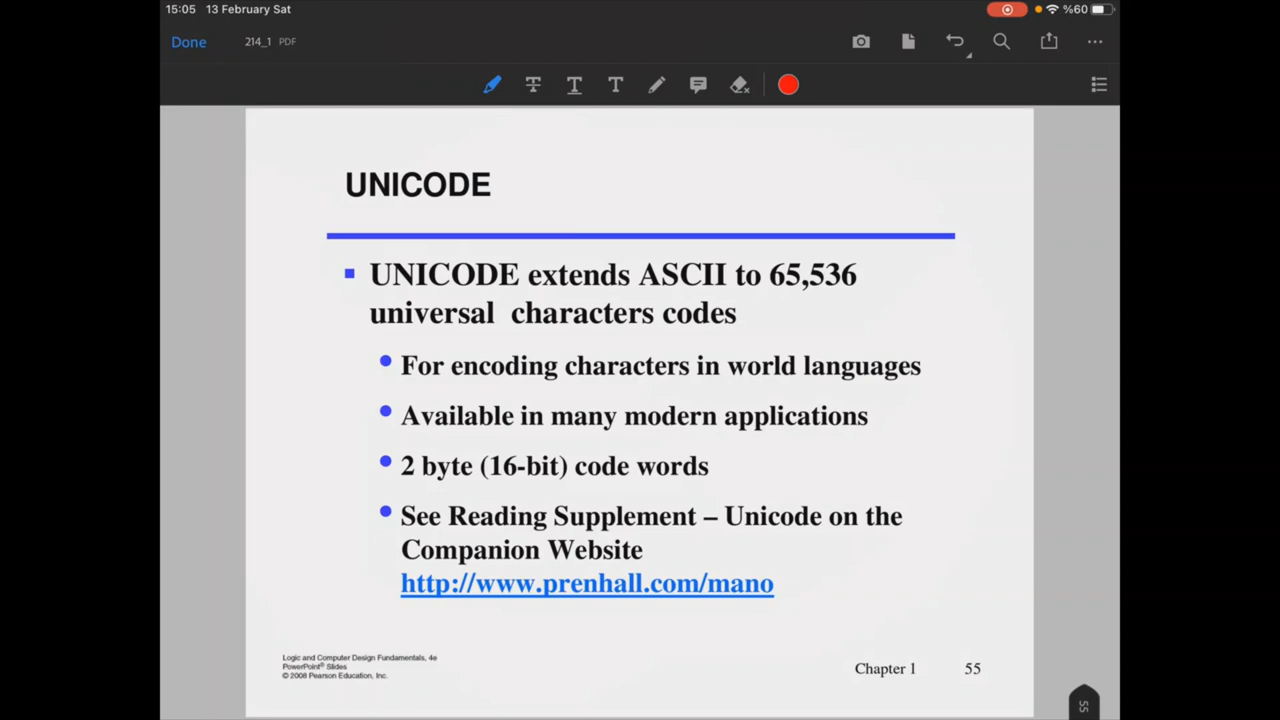 15:05 13 February Sat %60
Done 214_1 PDF
T T T
UNICODE
UNICODE extends ASCII to 65,536
universal characters codes
For encoding characters in world languages
Available in many modern applications
2 byte (16-bit) code words
See Reading Supplement – Unicode on the
Companion Website
http://www.prenhall.com/mano
Logic and Computer Design Fundamentals, 4e
PowerPoint® Slides
© 2008 Pearson Education, Inc.
Chapter 1 55
55